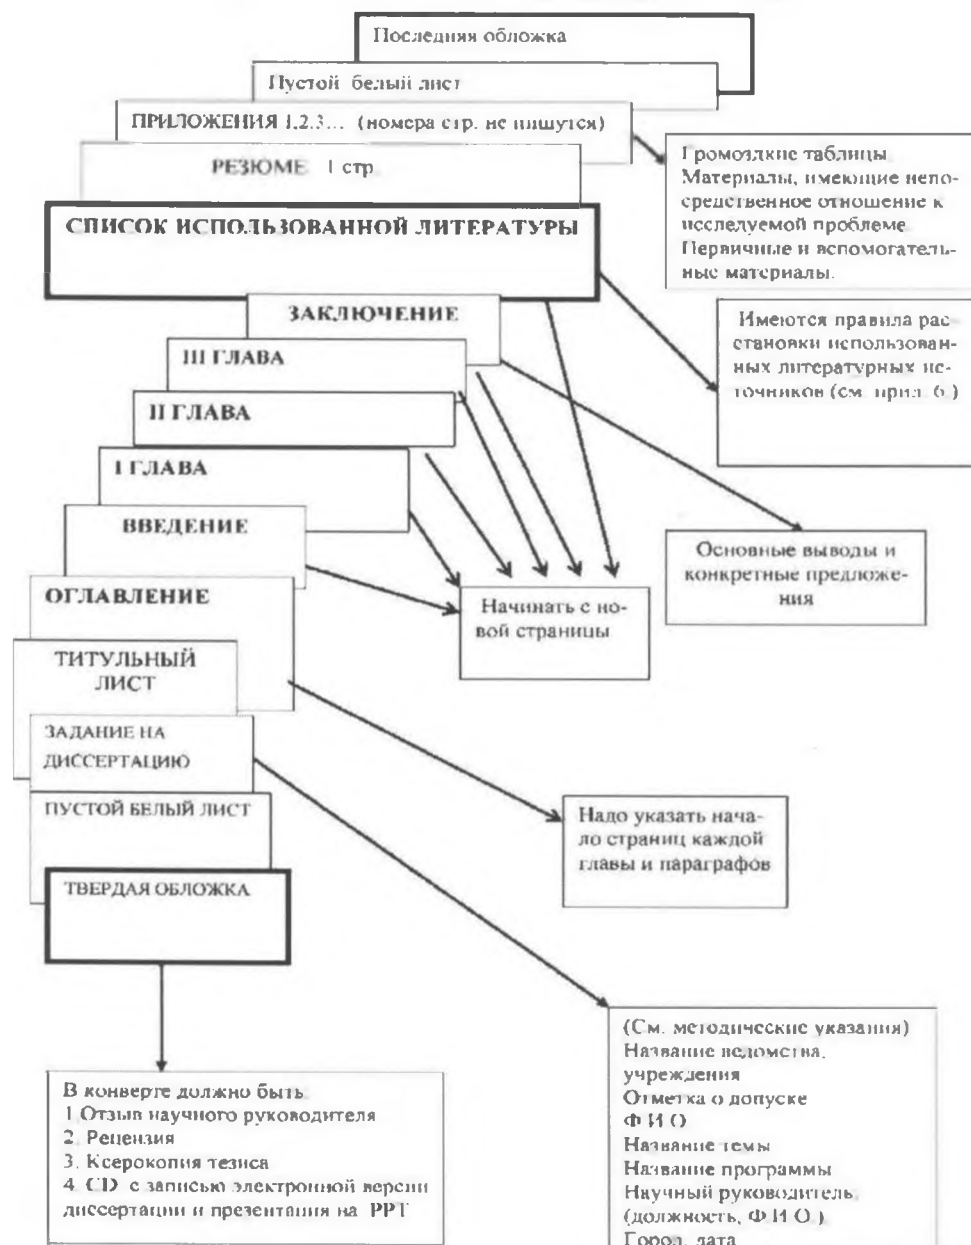 Последняя обложка
Пустой белый лист
ПРИЛОЖЕНИЯ 1,2,3... (номера стр. не пишутся)
РЕЗЮМЕ 1 стр
Громоздкие таблицы
Материалы, имеющие непо-
средственное отношение к
исследуемой проблеме
Первичные и вспомогатель-
ные материалы.
СПИСОК ИСПОЛЬЗОВАННОЙ ЛИТЕРАТУРЫ
Имеются правила рас-
становки использован-
ных литературных ис-
точников (см. прил. 6.)
ЗАКЛЮЧЕНИЕ
III ГЛАВА
II ГЛАВА
I ГЛАВА
ВВЕДЕНИЕ
Основные выводы и
конкретные предложе-
ния
ОГЛАВЛЕНИЕ
Начинать с но-
вой страницы
ТИТУЛЬНЫЙ
ЛИСТ
ЗАДАНИЕ НА
ДИССЕРТАЦИЮ
ПУСТОЙ БЕЛЫЙ ЛИСТ
Надо указать нача-
ло страниц каждой
главы и параграфов
ТВЕРДАЯ ОБЛОЖКА
В конверте должно быть
1 Отзыв научного руководителя
2. Рецензия
3. Ксерокопия тезиса
4. CD с записью электронной версии
диссертации и презентация на PPT
(См. методические указания)
Название ведомства,
учреждения
Отметка о допуске
Ф И О
Название темы
Название программы
Научный руководитель
(должность, Ф И О )
Город, дата